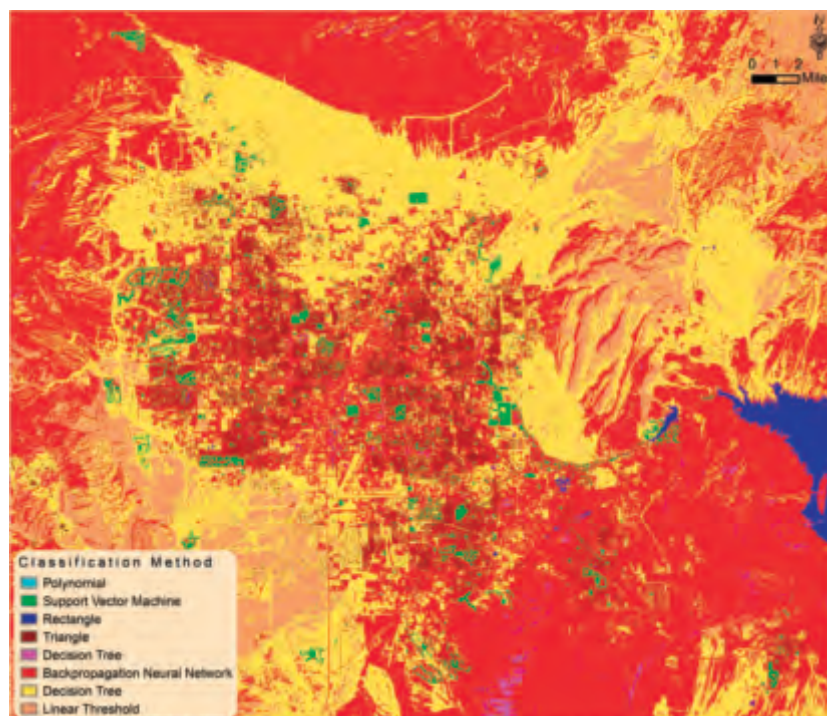 N
0 1 2
Mile
Classification Method
Polynomial
Support Vector Machine
Rectangle
Triangle
Decision Tree
Backpropagation Neural Network
Decision Tree
Linear Threshold